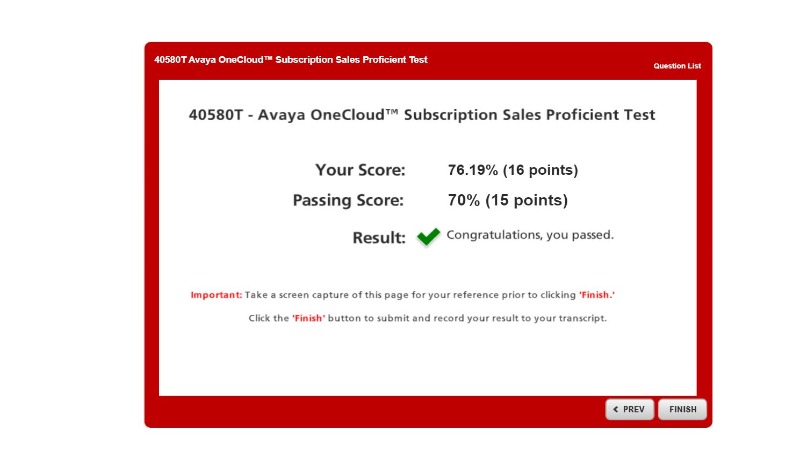 40580T Avaya OneCloud™ Subscription Sales Proficient Test
Question List
40580T - Avaya OneCloud™ Subscription Sales Proficient Test
Your Score: 76.19% (16 points)
Passing Score: 70% (15 points)
Result: Congratulations, you passed.
Important: Take a screen capture of this page for your reference prior to clicking 'Finish.'
Click the 'Finish' button to submit and record your result to your transcript.
PREV FINISH